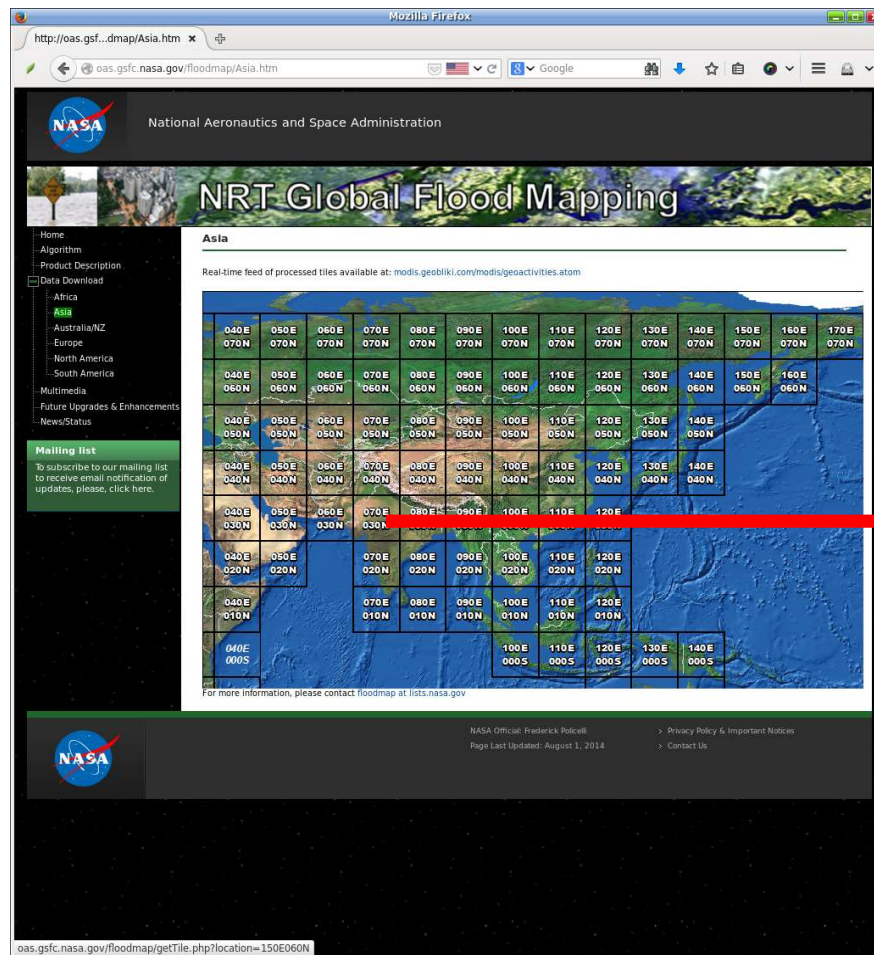 Mozilla Firefox
http://oas.gsf...dmap/Asia.htm
oas.gsfc.nasa.gov/floodmap/Asia.htm
Google
NASA
National Aeronautics and Space Administration
NRT Global Flood Mapping
Home
Algorithm
Product Description
Data Download
Africa
Asia
Australia/NZ
Europe
North America
South America
Multimedia
Future Upgrades & Enhancements
News/Status
Mailing list
To subscribe to our mailing list
to receive email notification of
updates, please, click here.
Asia
Real-time feed of processed tiles available at: modis.geobliki.com/modis/geoactivities.atom
040E 050E 060E 070E 080E 090E 100E 110E 120E 130E 140E 150E 160E 170E
070N 070N 070N 070N 070N 070N 070N 070N 070N 070N 070N 070N 070N 070N
040E 050E 060E 070E 080E 090E 100E 110E 120E 130E 140E 150E 160E
060N 060N 060N 060N 060N 060N 060N 060N 060N 060N 060N 060N 060N
040E 050E 060E 070E 080E 090E 100E 110E 120E 130E 140E
050N 050N 050N 050N 050N 050N 050N 050N 050N 050N 050N
040E 050E 060E 070E 080E 090E 100E 110E 120E 130E 140E
040N 040N 040N 040N 040N 040N 040N 040N 040N 040N 040N
040E 050E 060E 070E 080E 090E 100E 110E 120E
030N 030N 030N 030N
040E 050E 070E 080E 090E 100E 110E 120E
020N 020N 020N 020N 020N 020N 020N 020N
040E 070E 080E 090E 100E 110E 120E
010N 010N 010N 010N 010N 010N 010N
040E 100E 110E 120E 130E 140E
000S 000S 000S 000S 000S 000S
For more information, please contact floodmap at lists.nasa.gov
NASA
NASA Official: Frederick Policelli
Page Last Updated: August 1, 2014
> Privacy Policy & Important Notices
> Contact Us
oas.gsfc.nasa.gov/floodmap/getTile.php?location=150E060N